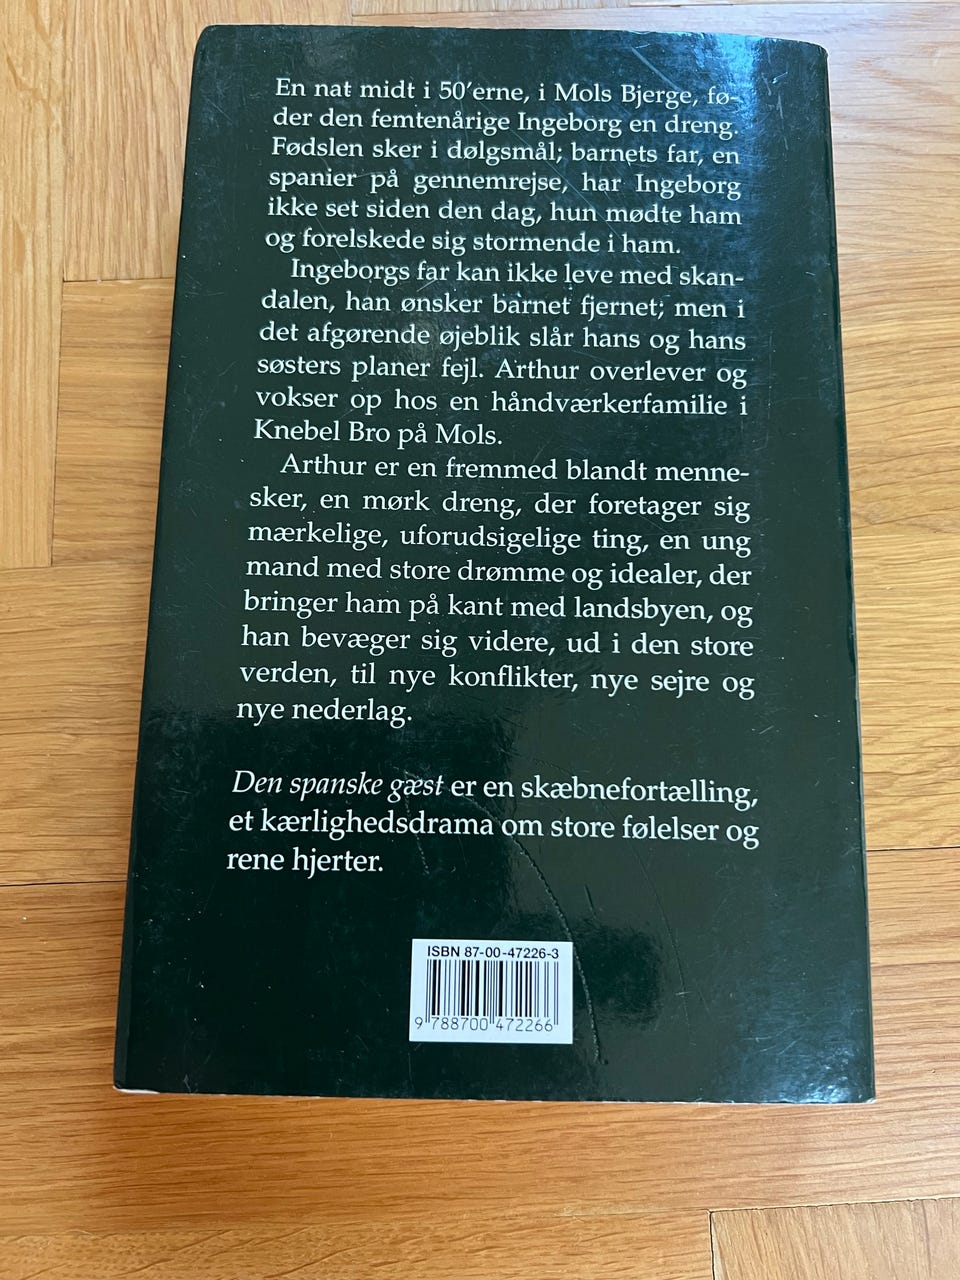 En nat midt i 50'erne, i Mols Bjerge, fø-
der den femtenårige Ingeborg en dreng.
Fødslen sker i dølgsmål; barnets far, en
spanier på gennemrejse, har Ingeborg
ikke set siden den dag, hun mødte ham
og forelskede sig stormende i ham.
Ingeborgs far kan ikke leve med skan-
dalen, han ønsker barnet fjernet; men i
det afgørende øjeblik slår hans og hans
søsters planer fejl. Arthur overlever og
vokser op hos en håndværkerfamilie i
Knebel Bro på Mols.
Arthur er en fremmed blandt menne-
sker, en mørk dreng, der foretager sig
mærkelige, uforudsigelige ting, en ung
mand med store drømme og idealer, der
bringer ham på kant med landsbyen, og
han bevæger sig videre, ud i den store
verden, til nye konflikter, nye sejre og
nye nederlag.
Den spanske gæst er en skæbnefortælling,
et kærlighedsdrama om store følelser og
rene hjerter.
ISBN 87-00-47226-3
9 788700 472266